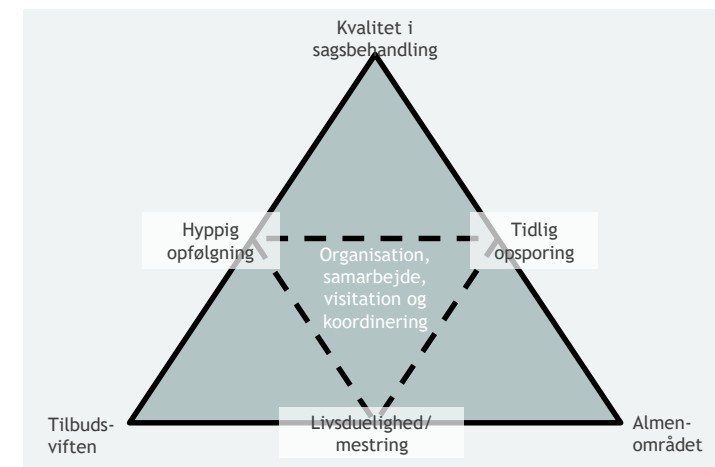 Kvalitet i
sagsbehandling
Hyppig
opfølgning
Tidlig
opsporing
Organisation,
samarbejde,
visitation og
koordinering
Tilbuds-
viften
Livsduelighed/
mestring
Almen-
området